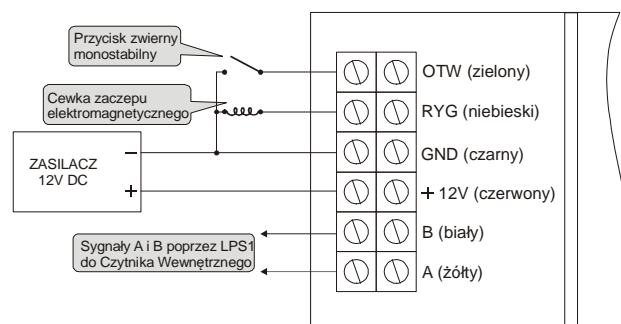 Przycisk zwierny
monostabilny
Cewka zaczepu
elektromagnetycznego
ZASILACZ
12V DC
−
+
Sygnały A i B poprzez LPS1
do Czytnika Wewnętrznego
OTW (zielony)
RYG (niebieski)
GND (czarny)
+ 12V (czerwony)
B (biały)
A (żółty)